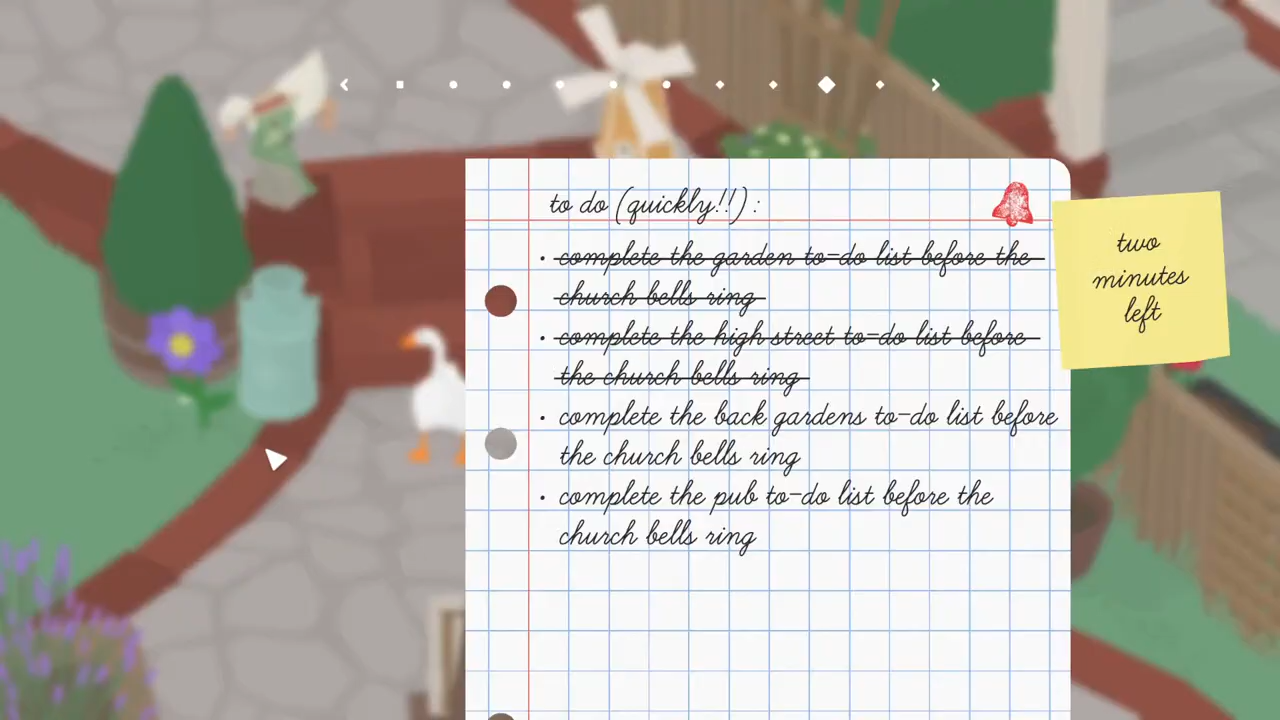 to do (quickly!!) :
• complete the garden to-do list before the
church bells ring
• complete the high street to-do list before
the church bells ring
• complete the back gardens to-do list before
the church bells ring
• complete the pub to-do list before the
church bells ring
two
minutes
left